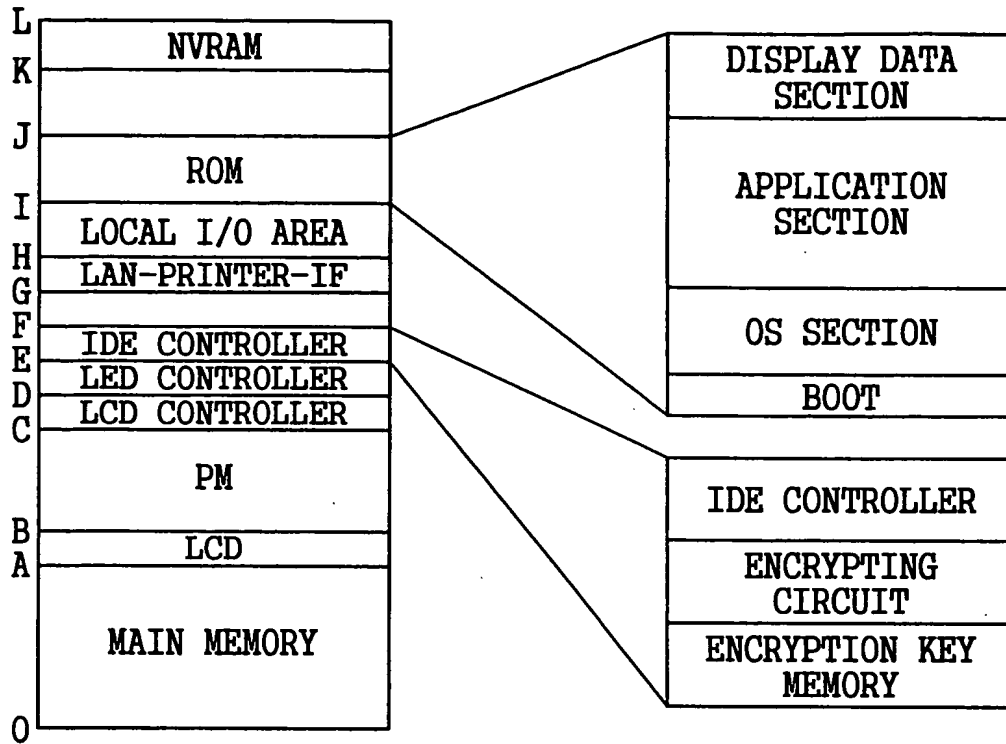 L
NVRAM
K
J
ROM
I
LOCAL I/O AREA
H
LAN-PRINTER-IF
G
F
IDE CONTROLLER
E
LED CONTROLLER
D
LCD CONTROLLER
C
PM
B
LCD
A
MAIN MEMORY
O
DISPLAY DATA
SECTION
APPLICATION
SECTION
OS SECTION
BOOT
IDE CONTROLLER
ENCRYPTING
CIRCUIT
ENCRYPTION KEY
MEMORY